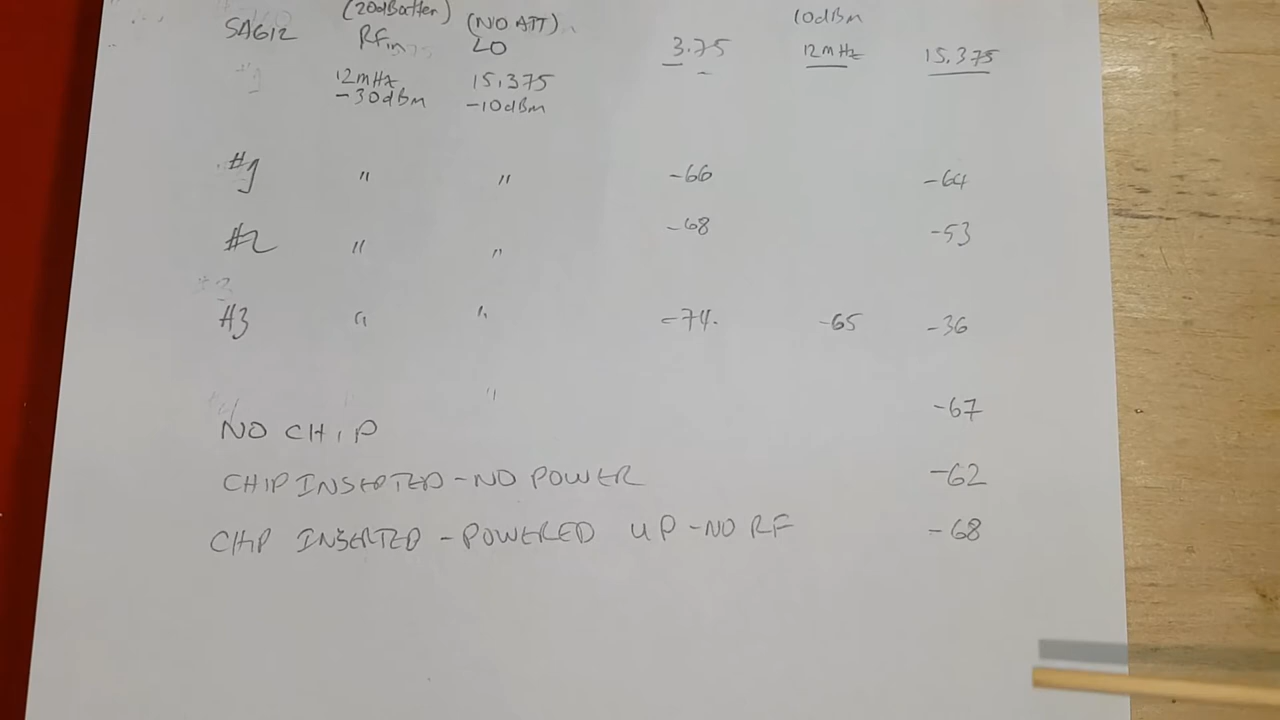 (20dBatten) (NO ATT) 10dBm
SA612 RFin LO 3.75 12mHz 15.375
12mHz 15.375
-30dBm -10dBm
#1 " " -66 -64
#2 " " -68 -53
#3 " " -74. -65 -36
" -67
NO CHIP
CHIP INSERTED - NO POWER -62
CHIP INSERTED - POWERED UP - NO RF -68